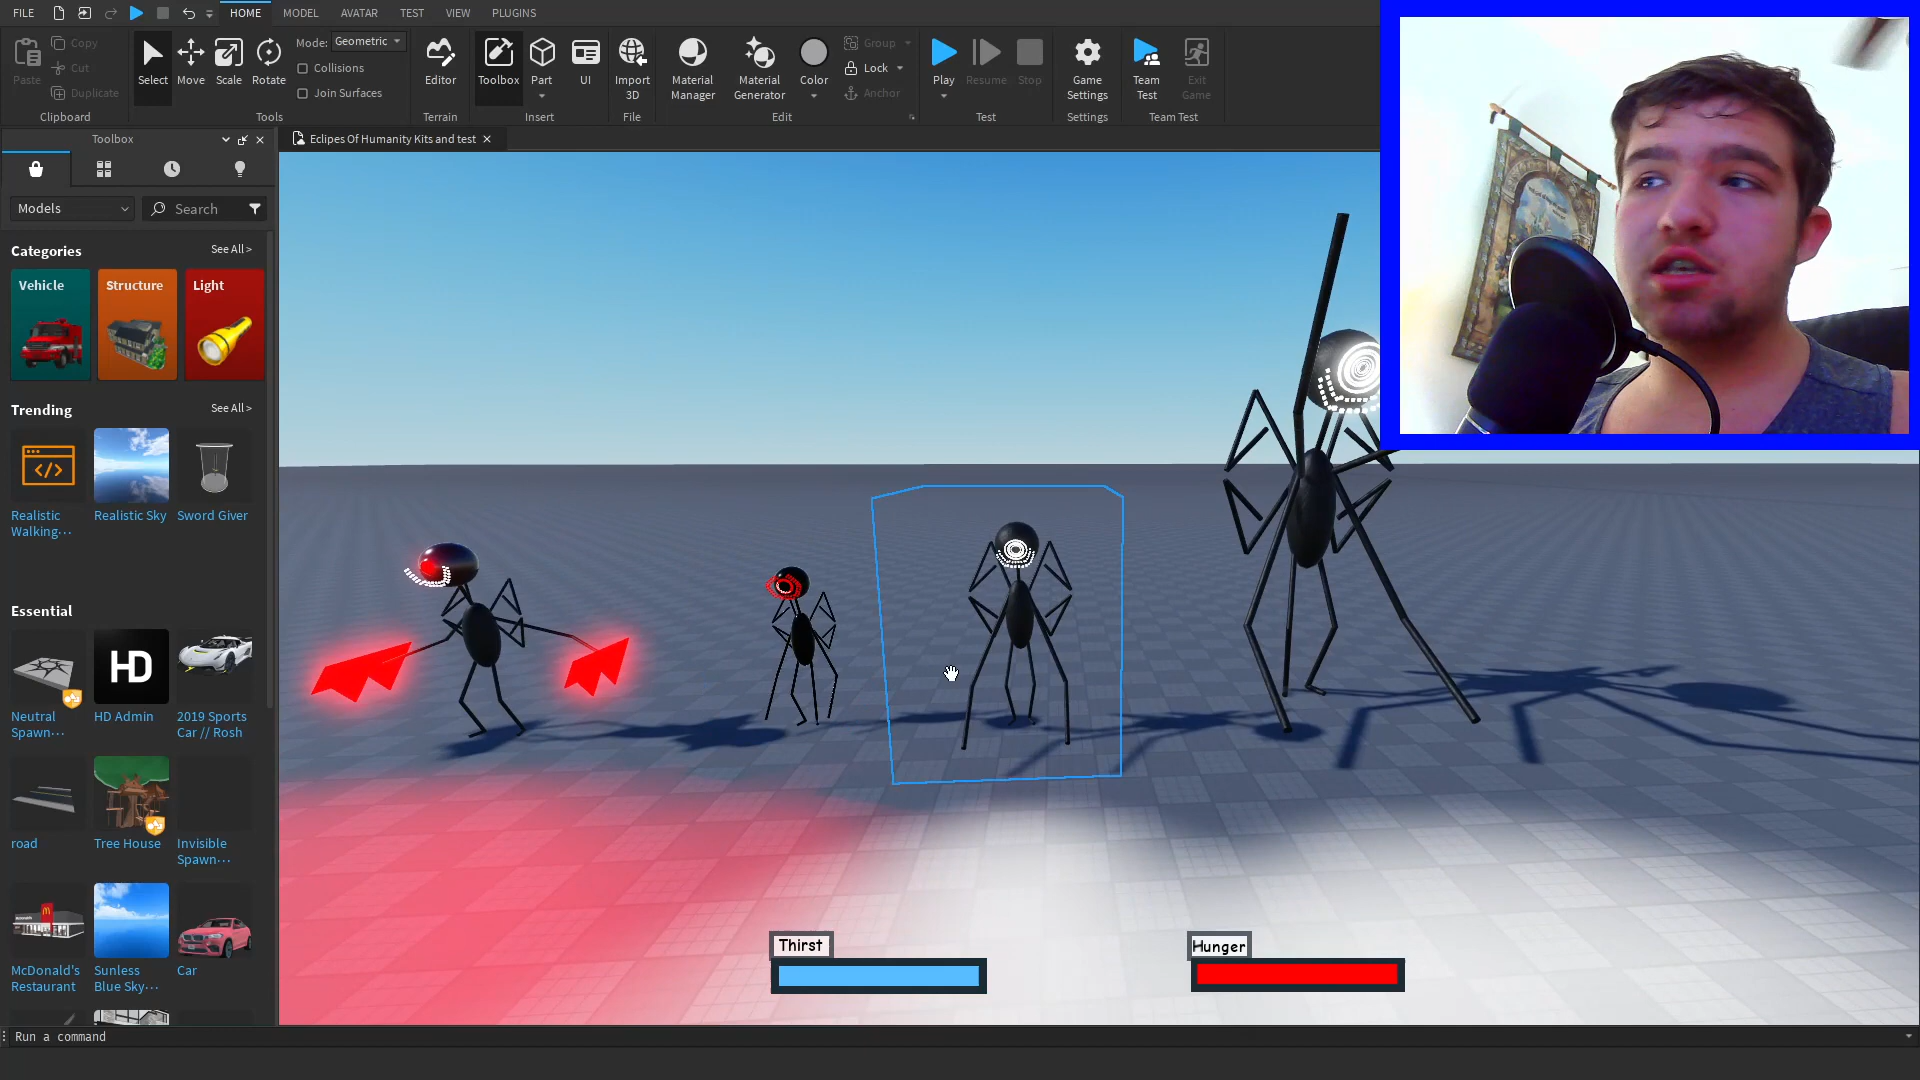 FILE
HOME
MODEL
AVATAR
TEST
VIEW
PLUGINS
Paste
Copy
Cut
Duplicate
Clipboard
Select
Move
Scale
Rotate
Mode: Geometric
Collisions
Join Surfaces
Tools
Editor
Terrain
Toolbox
Part
UI
Insert
Import
3D
File
Material
Manager
Material
Generator
Color
Group
Lock
Anchor
Edit
Play
Resume
Stop
Test
Game
Settings
Settings
Team
Test
Exit
Game
Team Test
Toolbox
Eclipes Of Humanity Kits and test
Models
Search
Categories
See All >
Vehicle
Structure
Light
Trending
See All >
Realistic
Walking···
Realistic Sky
Sword Giver
Essential
HD
Neutral
Spawn···
HD Admin
2019 Sports
Car // Rosh
road
Tree House
Invisible
Spawn···
McDonald's
Restaurant
Sunless
Blue Sky···
Car
Thirst
Hunger
Run a command